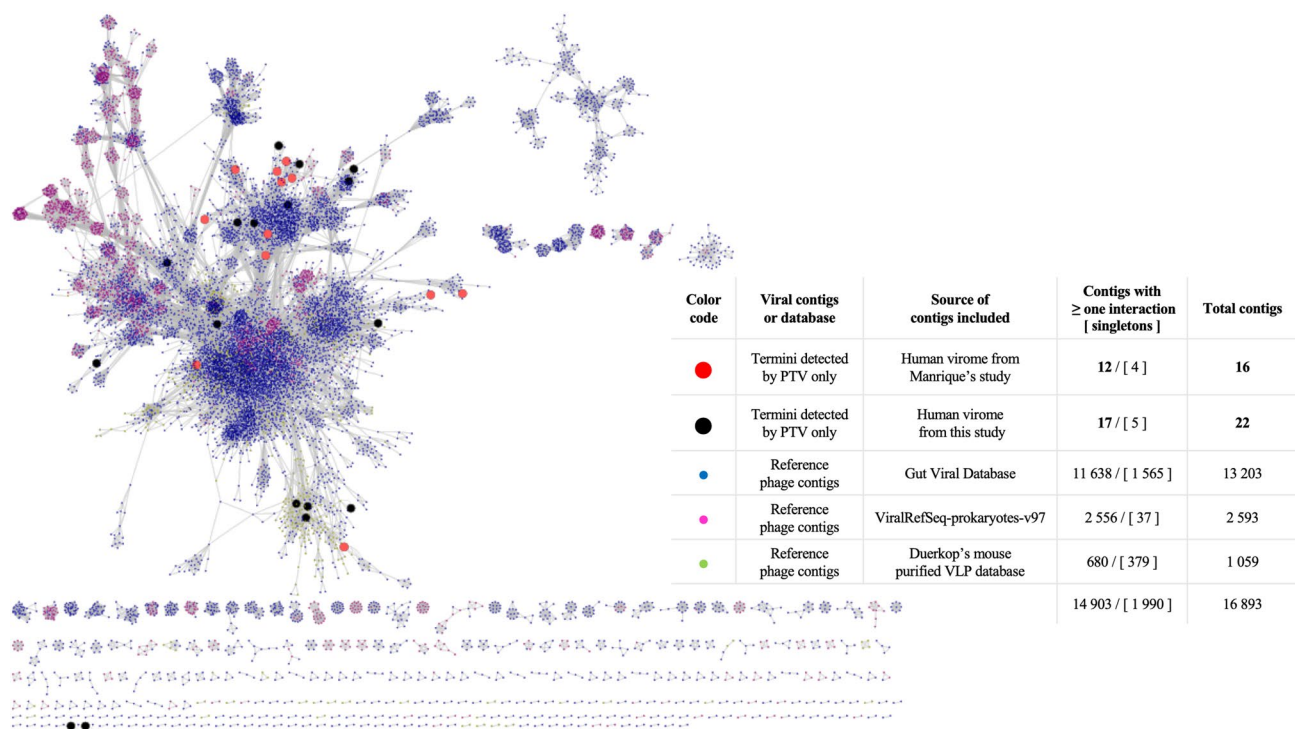 Color code	Viral contigs or database	Source of contigs included	Contigs with ≥ one interaction [ singletons ]	Total contigs
Termini detected by PTV only	Human virome from Manrique's study	12 / [ 4 ]	16
Termini detected by PTV only	Human virome from this study	17 / [ 5 ]	22
Reference phage contigs	Gut Viral Database	11 638 / [ 1 565 ]	13 203
Reference phage contigs	ViralRefSeq-prokaryotes-v97	2 556 / [ 37 ]	2 593
Reference phage contigs	Duerkop's mouse purified VLP database	680 / [ 379 ]	1 059
14 903 / [ 1 990 ]	16 893